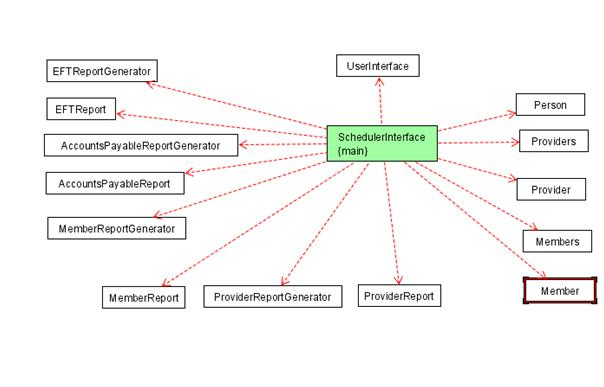 UserInterface
EFTReportGenerator
EFTReport
Person
SchedulerInterface
{main}
Providers
AccountsPayableReportGenerator
AccountsPayableReport
Provider
MemberReportGenerator
Members
MemberReport
ProviderReportGenerator
ProviderReport
Member